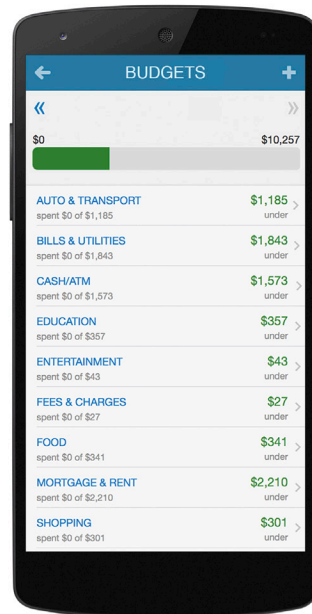 BUDGETS
$0 $10,257
AUTO & TRANSPORT $1,185
spent $0 of $1,185 under
BILLS & UTILITIES $1,843
spent $0 of $1,843 under
CASH/ATM $1,573
spent $0 of $1,573 under
EDUCATION $357
spent $0 of $357 under
ENTERTAINMENT $43
spent $0 of $43 under
FEES & CHARGES $27
spent $0 of $27 under
FOOD $341
spent $0 of $341 under
MORTGAGE & RENT $2,210
spent $0 of $2,210 under
SHOPPING $301
spent $0 of $301 under